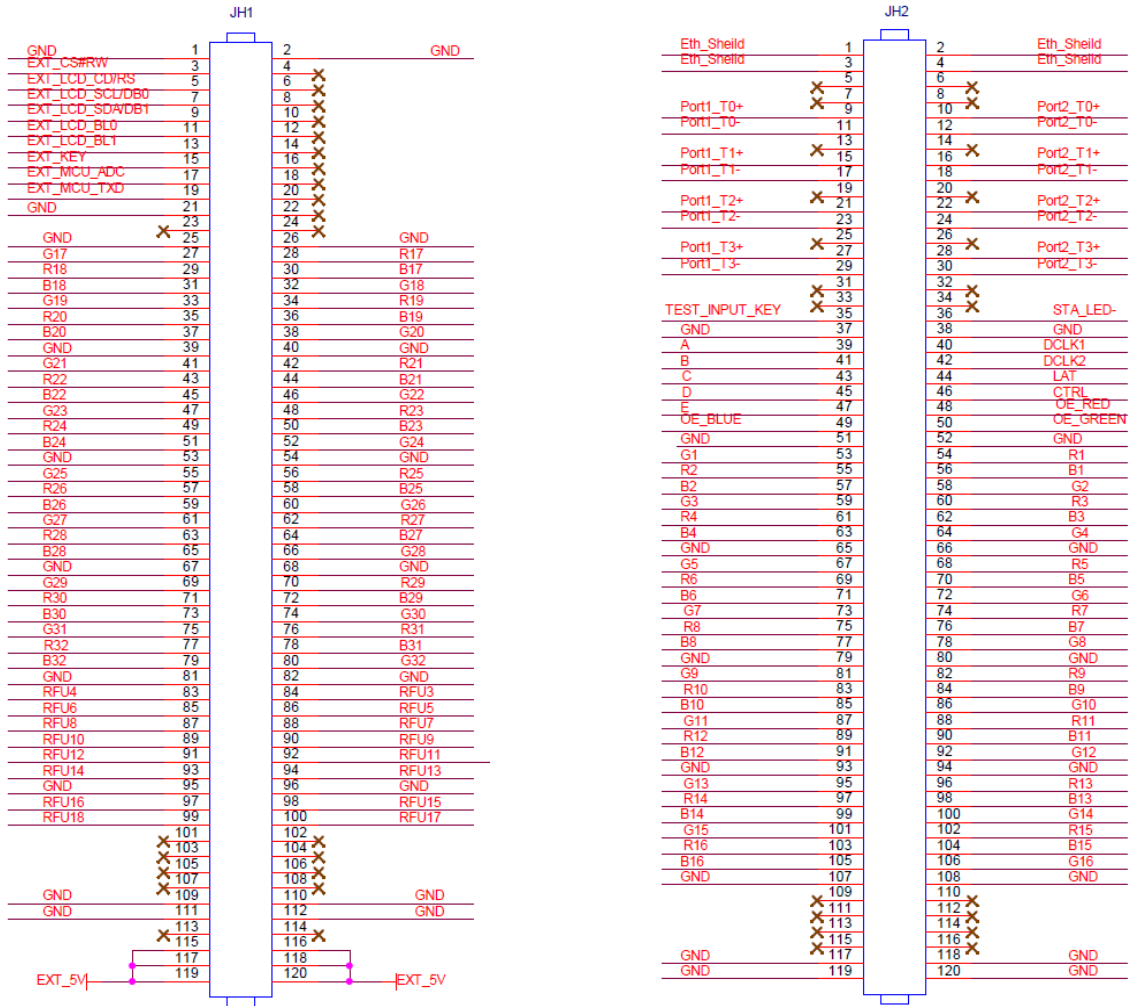 JH1
GND 1 2 GND
EXT_CS#RW 3 4
EXT_LCD_CD/RS 5 6
EXT_LCD_SCL/DB0 7 8
EXT_LCD_SDA/DB1 9 10
EXT_LCD_BL0 11 12
EXT_LCD_BL1 13 14
EXT_KEY 15 16
EXT_MCU_ADC 17 18
EXT_MCU_TXD 19 20
GND 21 22
23 24
GND 25 26 GND
G17 27 28 R17
R18 29 30 B17
B18 31 32 G18
G19 33 34 R19
R20 35 36 B19
B20 37 38 G20
GND 39 40 GND
G21 41 42 R21
R22 43 44 B21
B22 45 46 G22
G23 47 48 R23
R24 49 50 B23
B24 51 52 G24
GND 53 54 GND
G25 55 56 R25
R26 57 58 B25
B26 59 60 G26
G27 61 62 R27
R28 63 64 B27
B28 65 66 G28
GND 67 68 GND
G29 69 70 R29
R30 71 72 B29
B30 73 74 G30
G31 75 76 R31
R32 77 78 B31
B32 79 80 G32
GND 81 82 GND
RFU4 83 84 RFU3
RFU6 85 86 RFU5
RFU8 87 88 RFU7
RFU10 89 90 RFU9
RFU12 91 92 RFU11
RFU14 93 94 RFU13
GND 95 96 GND
RFU16 97 98 RFU15
RFU18 99 100 RFU17
101 102
103 104
105 106
107 108
GND 109 110 GND
GND 111 112 GND
113 114
115 116
117 118
EXT_5V 119 120 EXT_5V
JH2
Eth_Sheild 1 2 Eth_Sheild
Eth_Sheild 3 4 Eth_Sheild
5 6
7 8
Port1_T0+ 9 10 Port2_T0+
Port1_T0- 11 12 Port2_T0-
13 14
Port1_T1+ 15 16 Port2_T1+
Port1_T1- 17 18 Port2_T1-
19 20
Port1_T2+ 21 22 Port2_T2+
Port1_T2- 23 24 Port2_T2-
25 26
Port1_T3+ 27 28 Port2_T3+
Port1_T3- 29 30 Port2_T3-
31 32
33 34
TEST_INPUT_KEY 35 36 STA_LED-
GND 37 38 GND
A 39 40 DCLK1
B 41 42 DCLK2
C 43 44 LAT
D 45 46 CTRL
E 47 48 OE_RED
OE_BLUE 49 50 OE_GREEN
GND 51 52 GND
G1 53 54 R1
R2 55 56 B1
B2 57 58 G2
G3 59 60 R3
R4 61 62 B3
B4 63 64 G4
GND 65 66 GND
G5 67 68 R5
R6 69 70 B5
B6 71 72 G6
G7 73 74 R7
R8 75 76 B7
B8 77 78 G8
GND 79 80 GND
G9 81 82 R9
R10 83 84 B9
B10 85 86 G10
G11 87 88 R11
R12 89 90 B11
B12 91 92 G12
GND 93 94 GND
G13 95 96 R13
R14 97 98 B13
B14 99 100 G14
G15 101 102 R15
R16 103 104 B15
B16 105 106 G16
GND 107 108 GND
109 110
111 112
113 114
115 116
GND 117 118 GND
GND 119 120 GND